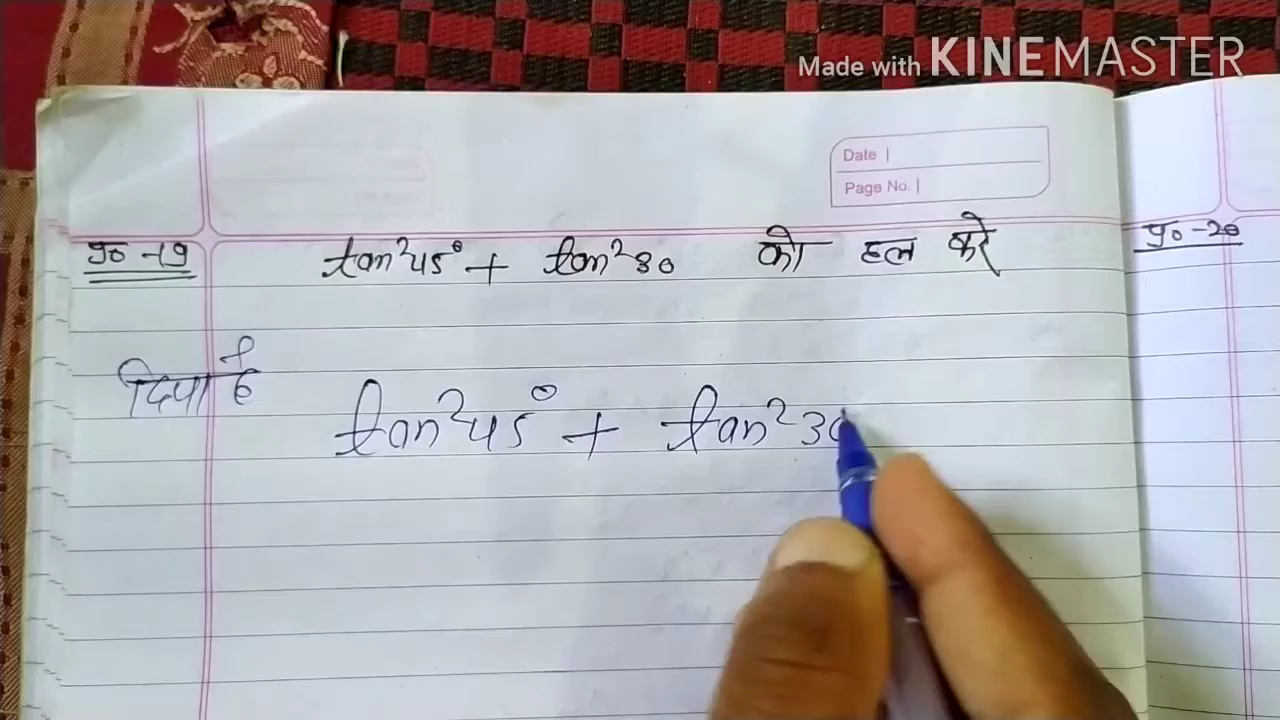 Made with KINEMASTER
Date |
Page No. |
प्र० -19
tan²45° + tan²30 को हल करे
प्र० -20
दिया है
tan²45° + tan²30